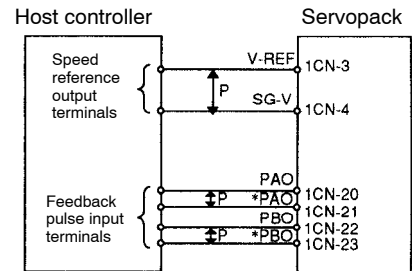 Host controller
Servopack
Speed
reference
output
terminals
V-REF
1CN-3
P
SG-V
1CN-4
Feedback
pulse input
terminals
PAO
1CN-20
P
*PAO
1CN-21
PBO
1CN-22
P
*PBO
1CN-23